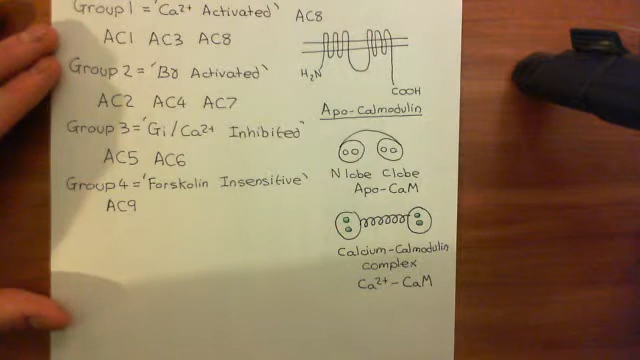 Group 1 = 'Ca2+ Activated'
AC1 AC3 AC8
Group 2 = 'Bγ Activated'
AC2 AC4 AC7
Group 3 = 'Gi/Ca2+ Inhibited'
AC5 AC6
Group 4 = 'Forskolin Insensitive'
AC9
AC8
H2N
COOH
Apo-Calmodulin
N lobe C lobe
Apo-CaM
Calcium-Calmodulin
complex
Ca2+-CaM